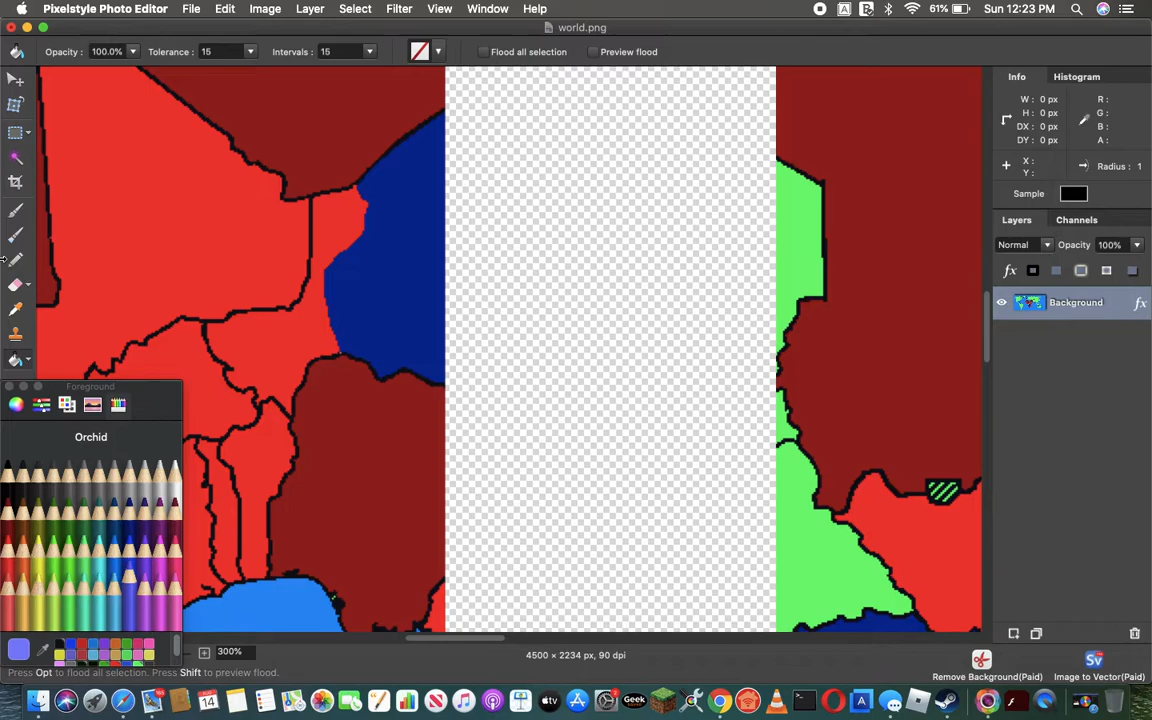 Pixelstyle Photo Editor File Edit Image Layer Select Filter View Window Help 61% Sun 12:23 PM
world.png
Opacity : 100.0% Tolerance : 15 Intervals : 15 Flood all selection Preview flood
Info Histogram
W : 0 px R :
H : 0 px G :
DX : 0 px B :
DY : 0 px A :
X :
Y :
Radius : 1
Sample
Layers Channels
Normal Opacity 100%
fx
Background fx
Foreground
Orchid
300%
4500 × 2234 px, 90 dpi
Press Opt to flood all selection. Press Shift to preview flood.
Remove Background(Paid) Image to Vector(Paid)